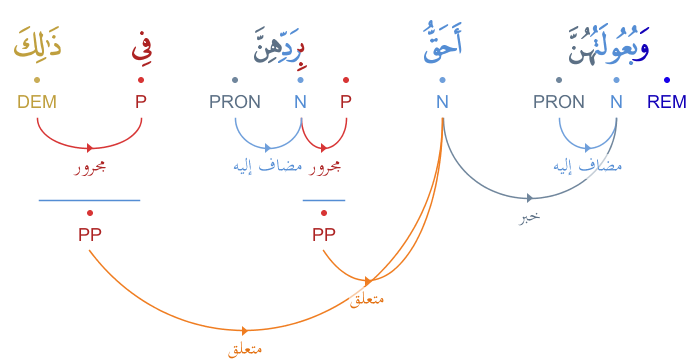 وَبُعُولَتُهُنَّ أَحَقُّ بِرَدِّهِنَّ فِي ذَٰلِكَ
REM N PRON N P N PRON P DEM
مضاف إليه مجرور مضاف إليه مجرور
خبر
PP PP
متعلق
متعلق